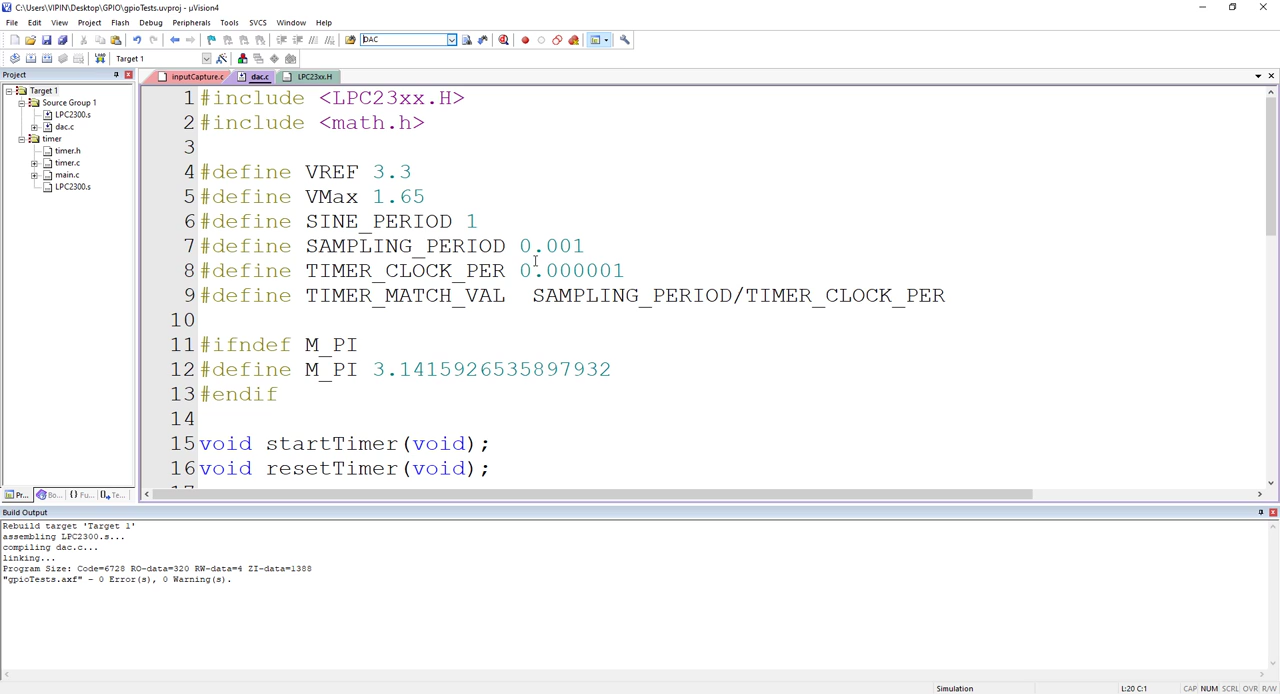 C:\Users\VIPIN\Desktop\GPIO\gpioTests.uvproj - µVision4
File Edit View Project Flash Debug Peripherals Tools SVCS Window Help
DAC
Target 1
Project
inputCapture.c dac.c LPC23xx.H
Target 1
Source Group 1
LPC2300.s
dac.c
timer
timer.h
timer.c
main.c
LPC2300.s
1 #include <LPC23xx.H>
2 #include <math.h>
3
4 #define VREF 3.3
5 #define VMax 1.65
6 #define SINE_PERIOD 1
7 #define SAMPLING_PERIOD 0.001
8 #define TIMER_CLOCK_PER 0.000001
9 #define TIMER_MATCH_VAL SAMPLING_PERIOD/TIMER_CLOCK_PER
10
11 #ifndef M_PI
12 #define M_PI 3.1415926535897932
13 #endif
14
15 void startTimer(void);
16 void resetTimer(void);
Pr... Bo... {} Fu... Te...
Build Output
Rebuild target 'Target 1'
assembling LPC2300.s...
compiling dac.c...
linking...
Program Size: Code=6728 RO-data=320 RW-data=4 ZI-data=1388
"gpioTests.axf" - 0 Error(s), 0 Warning(s).
Simulation L:20 C:1 CAP NUM SCRL OVR R/W